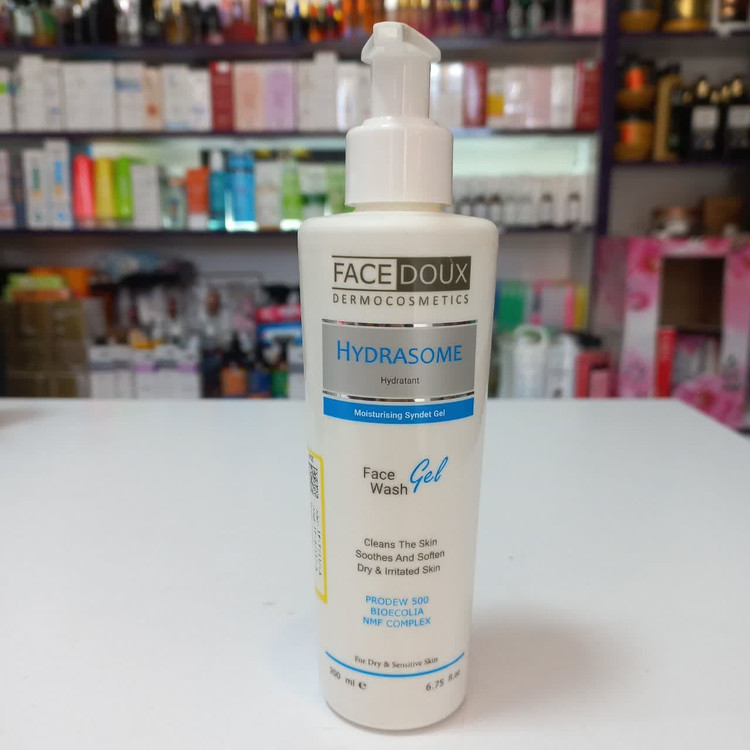 FACE DOUX
DERMOCOSMETICS
HYDRASOME
Hydratant
Moisturising Syndet Gel
Face Wash Gel
Cleans The Skin
Soothes And Soften
Dry & Irritated Skin
PRODEW 500
BIOECOLIA
NMF COMPLEX
For Dry & Sensitive Skin
200 ml e
6.75 fl.oz